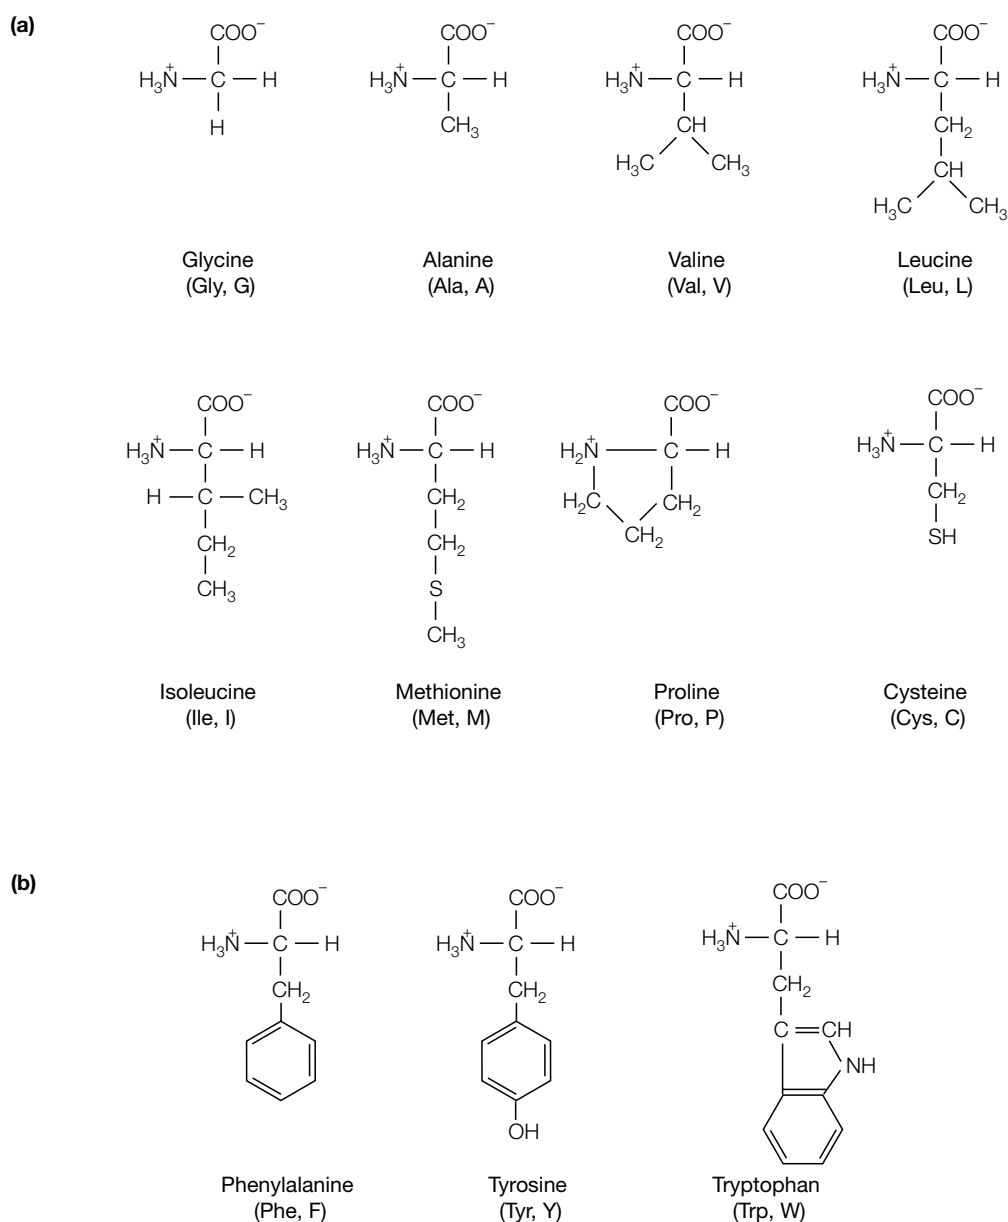 (a)
COO⁻ COO⁻ COO⁻ COO⁻
H₃N⁺ C H H₃N⁺ C H H₃N⁺ C H H₃N⁺ C H
H CH₃ CH CH₂
H₃C CH₃ CH
H₃C CH₃
Glycine Alanine Valine Leucine
(Gly, G) (Ala, A) (Val, V) (Leu, L)
COO⁻ COO⁻ COO⁻ COO⁻
H₃N⁺ C H H₃N⁺ C H H₂N⁺ C H H₃N⁺ C H
H C CH₃ CH₂ H₂C CH₂ CH₂
CH₂ CH₂ CH₂ SH
CH₃ S
CH₃
Isoleucine Methionine Proline Cysteine
(Ile, I) (Met, M) (Pro, P) (Cys, C)
(b)
COO⁻ COO⁻ COO⁻
H₃N⁺ C H H₃N⁺ C H H₃N⁺ C H
CH₂ CH₂ CH₂
C CH
NH
OH
Phenylalanine Tyrosine Tryptophan
(Phe, F) (Tyr, Y) (Trp, W)